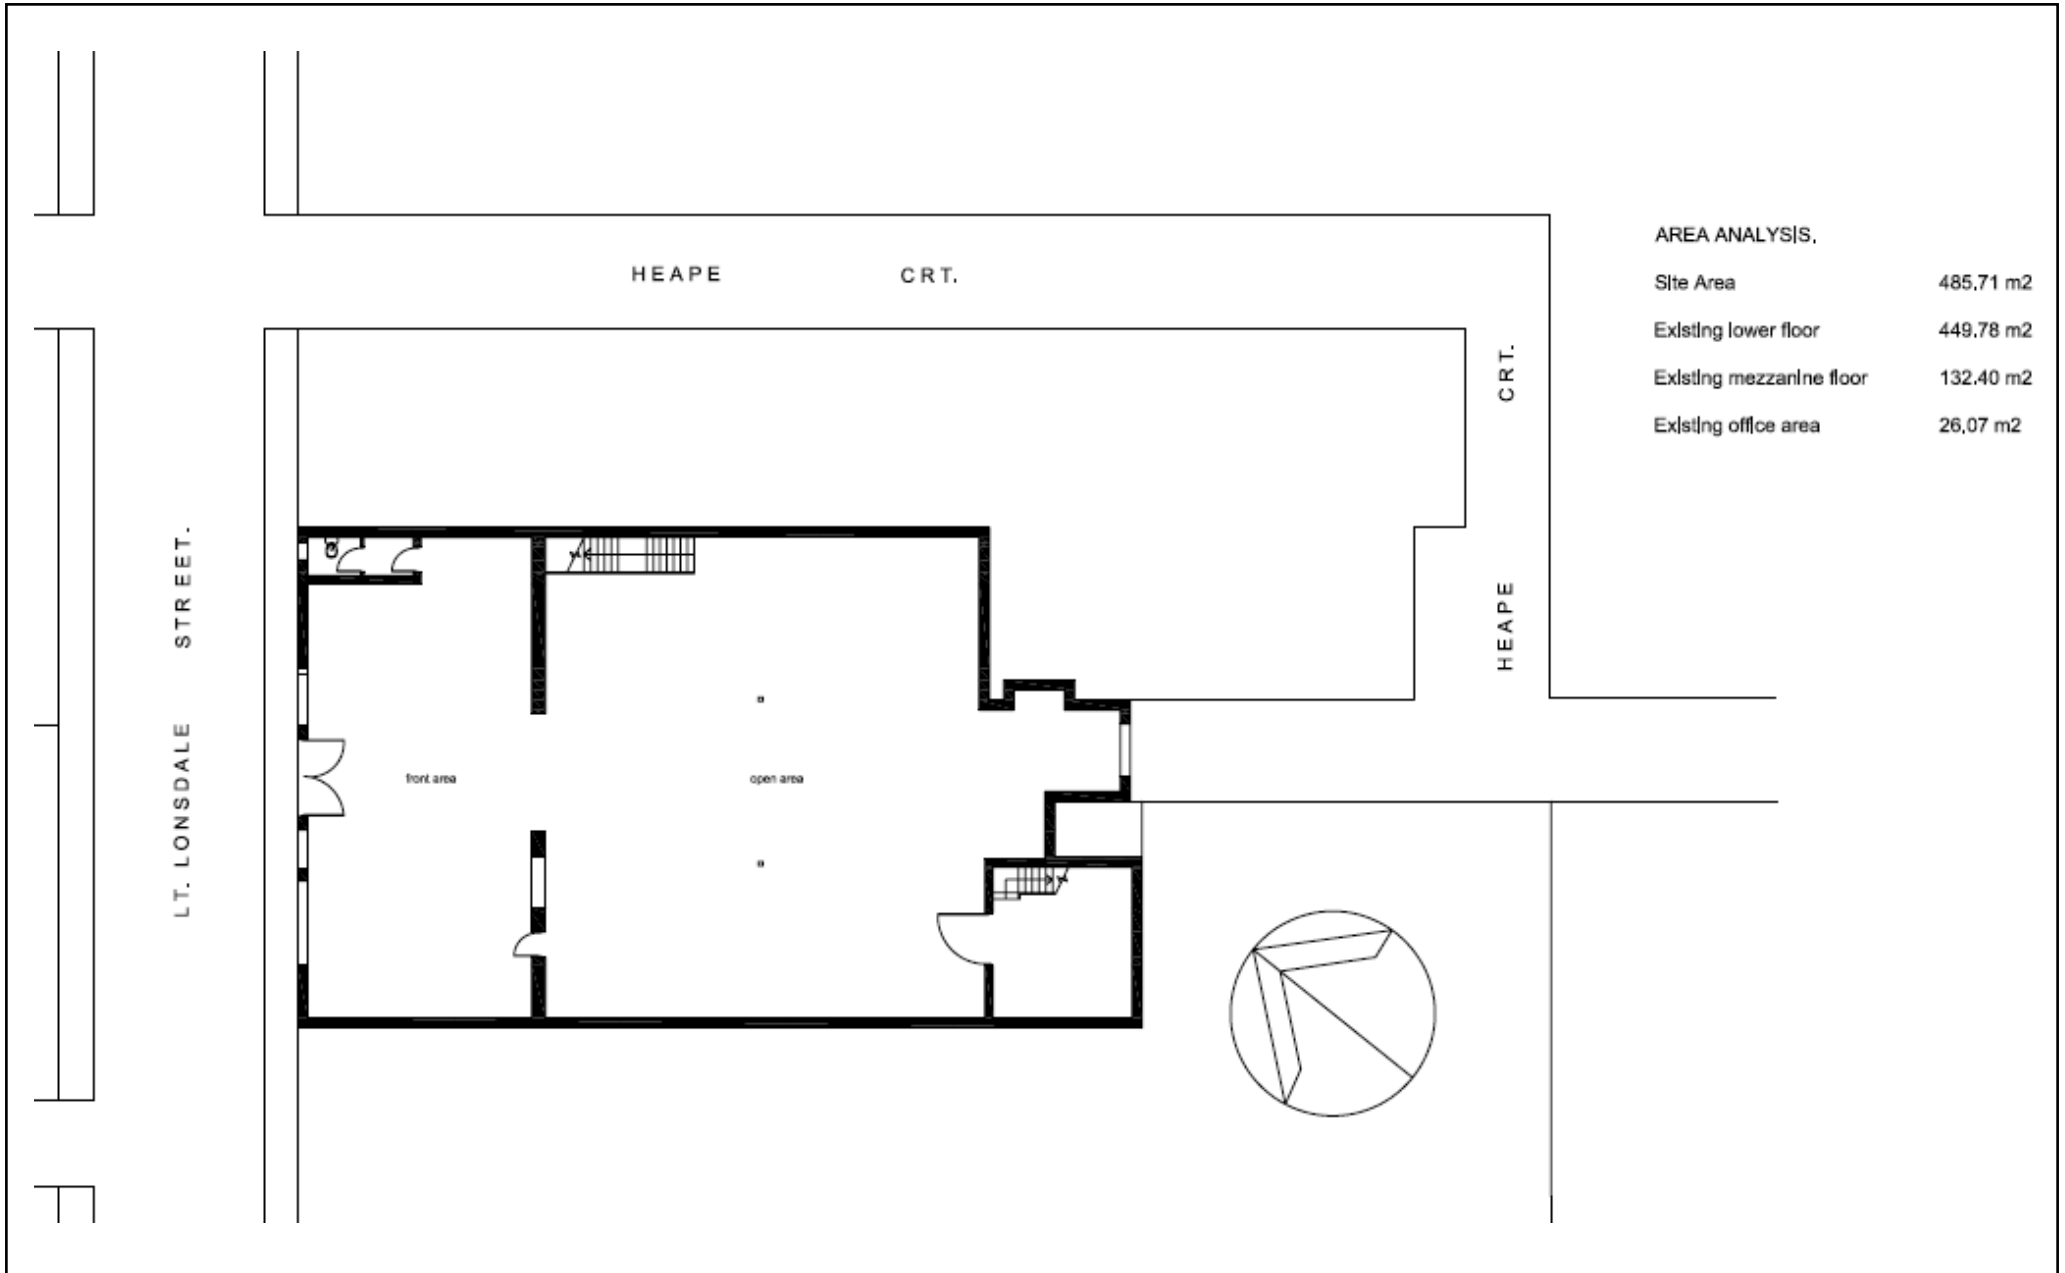 HEAPE CRT.
AREA ANALYSIS.
Site Area 485.71 m2
Existing lower floor 449.78 m2
Existing mezzanine floor 132.40 m2
Existing office area 26.07 m2
HEAPE CRT.
LT. LONSDALE STREET.
front area
open area